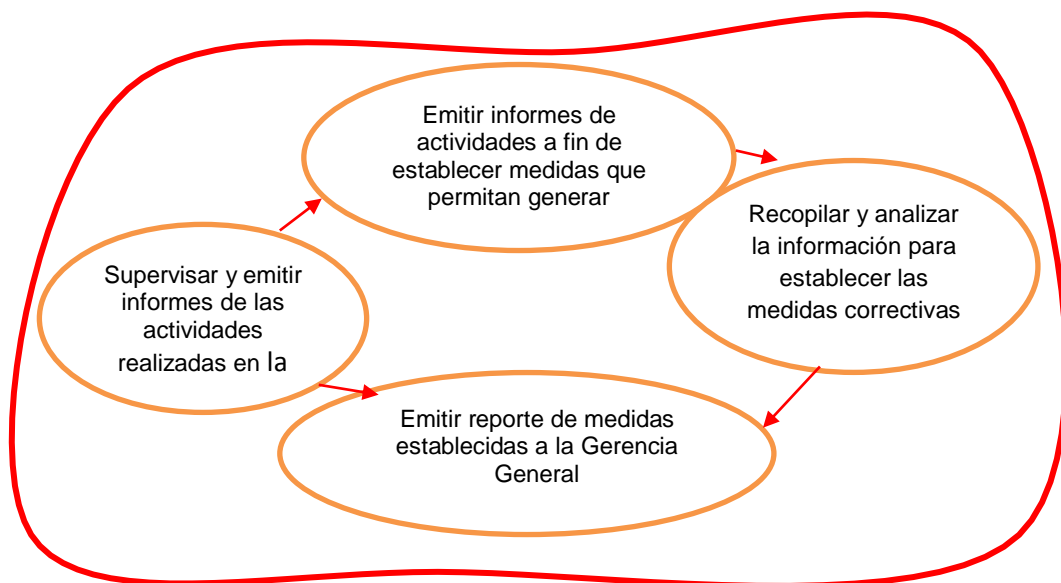 Emitir informes de
actividades a fin de
establecer medidas que
permitan generar
Recopilar y analizar
la información para
establecer las
medidas correctivas
Supervisar y emitir
informes de las
actividades
realizadas en la
Emitir reporte de medidas
establecidas a la Gerencia
General